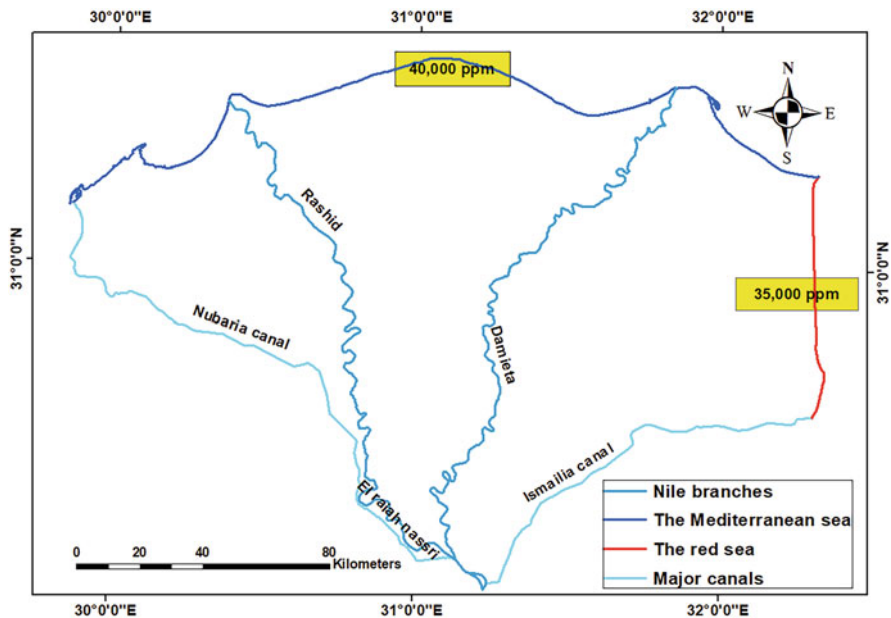 30°0'0"E 31°0'0"E 32°0'0"E
40,000 ppm
N
W E
S
31°0'0"N
31°0'0"N
Rashid
35,000 ppm
Nubaria canal
Damieta
Ismailia canal
El raiah nassri
Nile branches
The Mediterranean sea
The red sea
Major canals
0 20 40 80
Kilometers
30°0'0"E 31°0'0"E 32°0'0"E